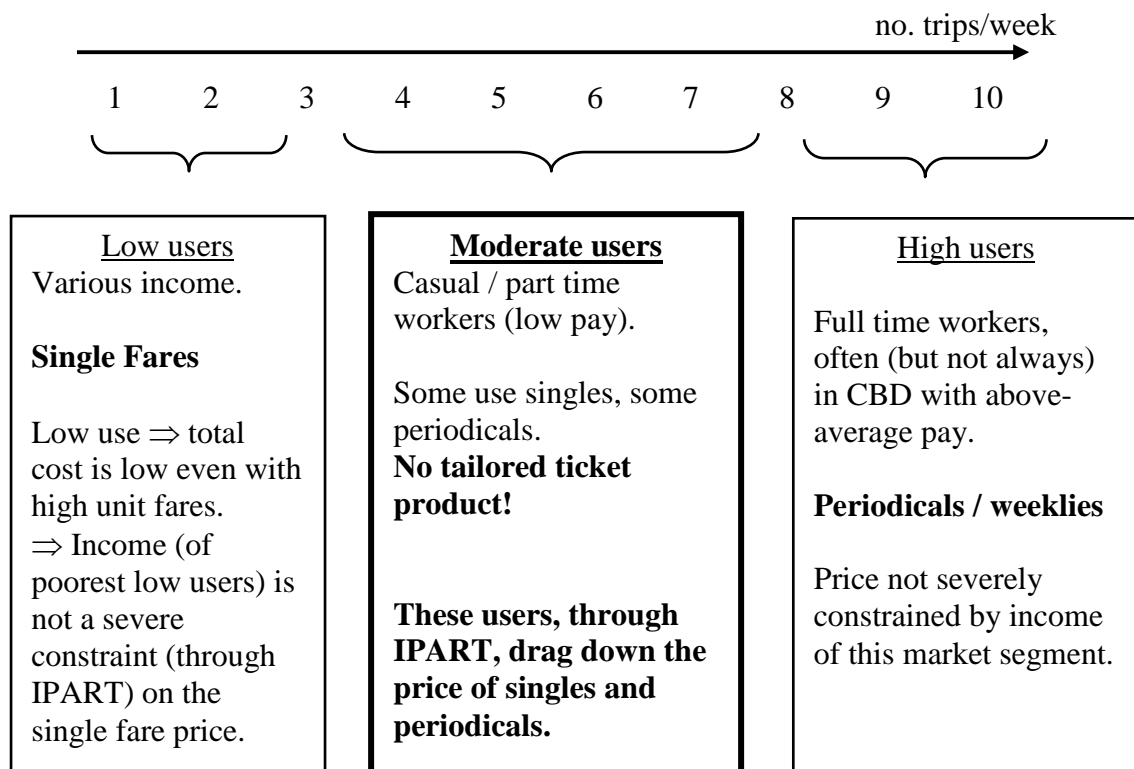 no. trips/week
1 2 3 4 5 6 7 8 9 10
Low users
Various income.
Single Fares
Low use ⇒ total
cost is low even with
high unit fares.
⇒ Income (of
poorest low users) is
not a severe
constraint (through
IPART) on the
single fare price.
Moderate users
Casual / part time
workers (low pay).
Some use singles, some
periodicals.
No tailored ticket
product!
These users, through
IPART, drag down the
price of singles and
periodicals.
High users
Full time workers,
often (but not always)
in CBD with above-
average pay.
Periodicals / weeklies
Price not severely
constrained by income
of this market segment.